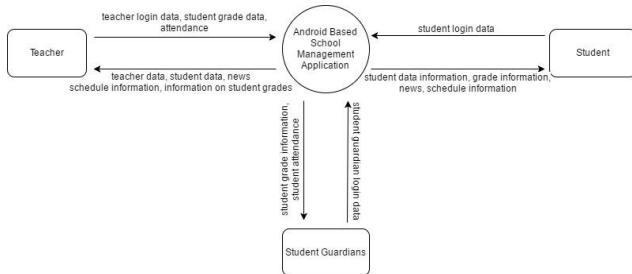 teacher login data, student grade data,
attendance
Android Based
School
Management
Application
student login data
Teacher
Student
teacher data, student data, news
schedule information, information on student grades
student data information, grade information,
news, schedule information
student grade information,
student attendance
student guardian login data
Student Guardians